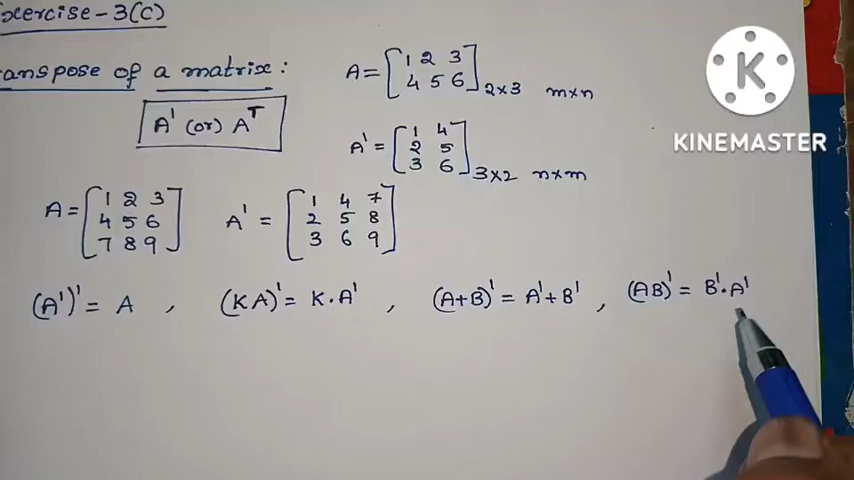 xercise-3(c)
anspose of a matrix :
A' (or) A^T
A = [1 2 3
4 5 6] 2×3 m×n
A' = [1 4
2 5
3 6] 3×2 n×m
A = [1 2 3
4 5 6
7 8 9]
A' = [1 4 7
2 5 8
3 6 9]
(A')' = A , (KA)' = K·A' , (A+B)' = A'+B' , (AB)' = B'·A'
K
KINEMASTER